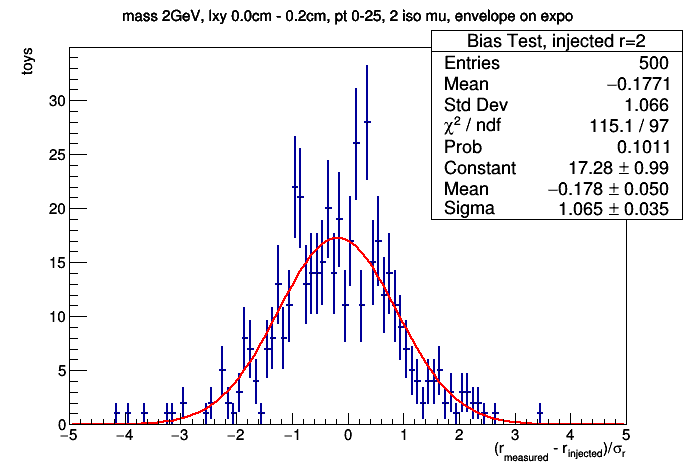 mass 2GeV, lxy 0.0cm - 0.2cm, pt 0-25, 2 iso mu, envelope on expo
Bias Test, injected r=2
Entries 500
Mean −0.1771
Std Dev 1.066
χ² / ndf 115.1 / 97
Prob 0.1011
Constant 17.28 ± 0.99
Mean −0.178 ± 0.050
Sigma 1.065 ± 0.035
toys
30
25
20
15
10
5
0
−5 −4 −3 −2 −1 0 1 2 3 4 5
(r_measured - r_injected)/σ_r